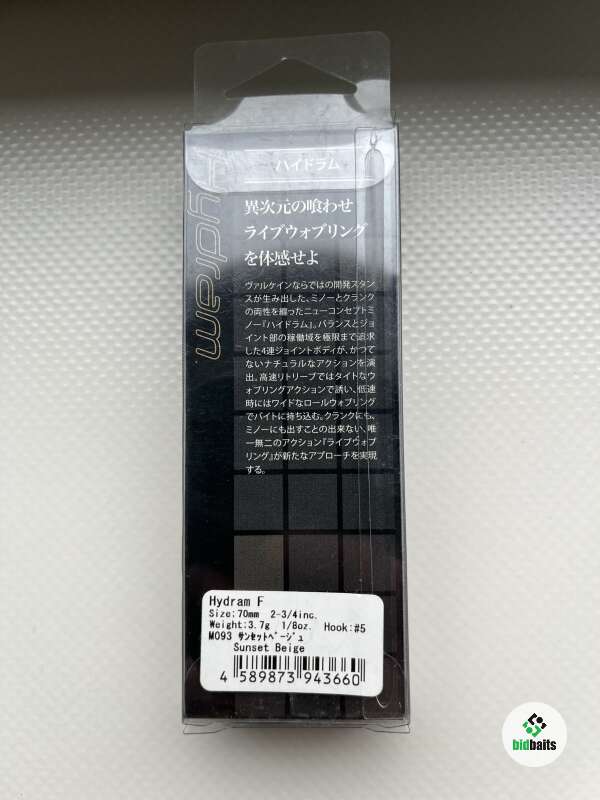 ハイドラム
Hydram
異次元の喰わせ
ライブウォブリング
を体感せよ
ヴァルケインならではの開発スタン
スが生み出した、ミノーとクランク
の両性を纏ったニューコンセプトミ
ノー『ハイドラム』。バランスとジョ
イント部の稼働域を極限まで追求
した4連ジョイントボディが、かつて
ないナチュラルなアクションを演
出。高速リトリーブではタイトなウ
ォブリングアクションで誘い、低速
時にはワイドなロールウォブリング
でバイトに持ち込む。クランクにも、
ミノーにも出すことの出来ない、唯
一無二のアクション『ライブウォブ
リング』が新たなアプローチを実現
する。
Hydram F
Size:70mm 2-3/4inc.
Weight:3.7g 1/8oz. Hook:#5
M093 ｻﾝｾｯﾄﾍﾞｰｼﾞｭ
Sunset Beige
4 589873 943660
bidbaits